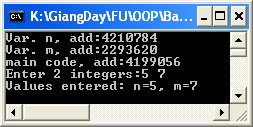 K:\GiangDay\FU\OOP\Ba...
Var. n, add:4210784
Var. m, add:2293620
main code, add:4199056
Enter 2 integers:5 7
Values entered: n=5, m=7